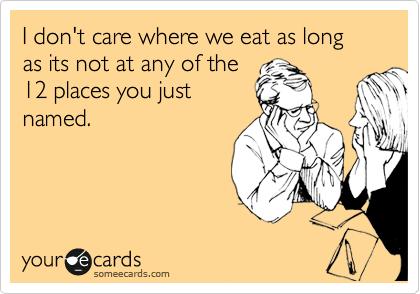 I don't care where we eat as long
as its not at any of the
12 places you just
named.
your e cards
someecards.com